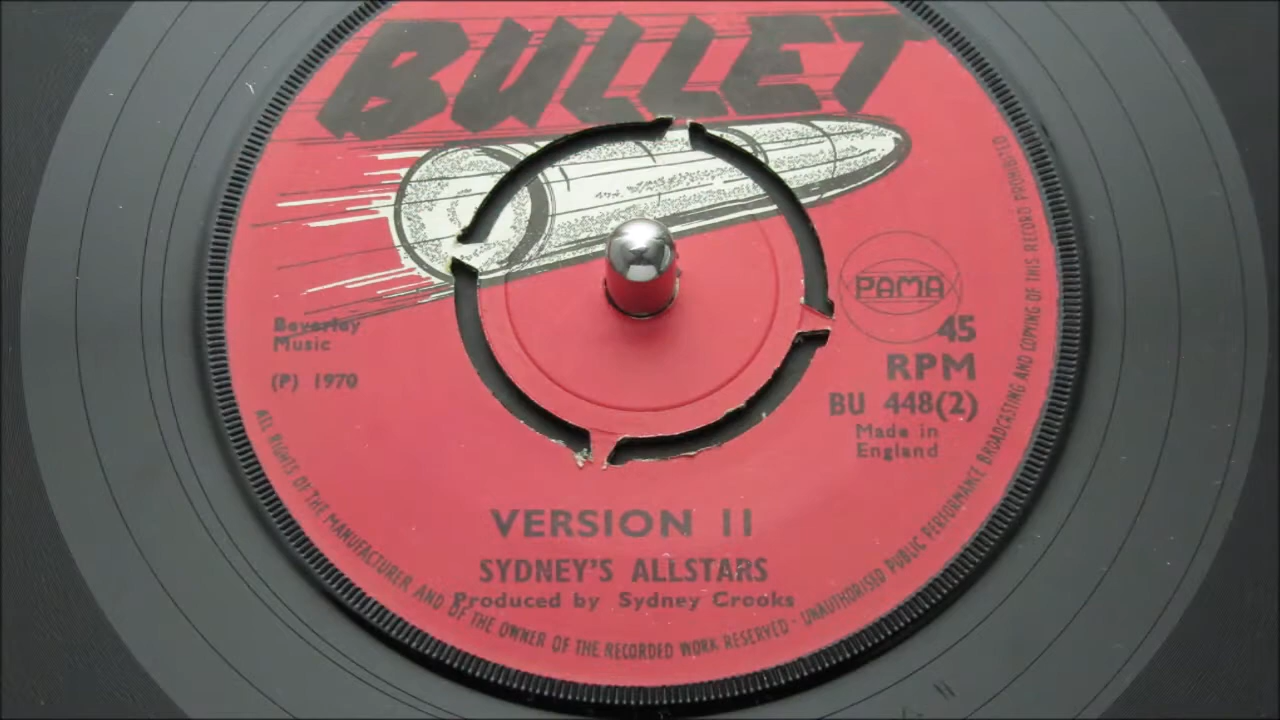 BULLET
PAMA
45
RPM
BU 448(2)
Made in
England
Beverley
Music
(P) 1970
VERSION II
SYDNEY'S ALLSTARS
Produced by Sydney Crooks
ALL RIGHTS OF THE MANUFACTURER AND OF THE OWNER OF THE RECORDED WORK RESERVED - UNAUTHORISED PUBLIC PERFORMANCE BROADCASTING AND COPYING OF THIS RECORD PROHIBITED